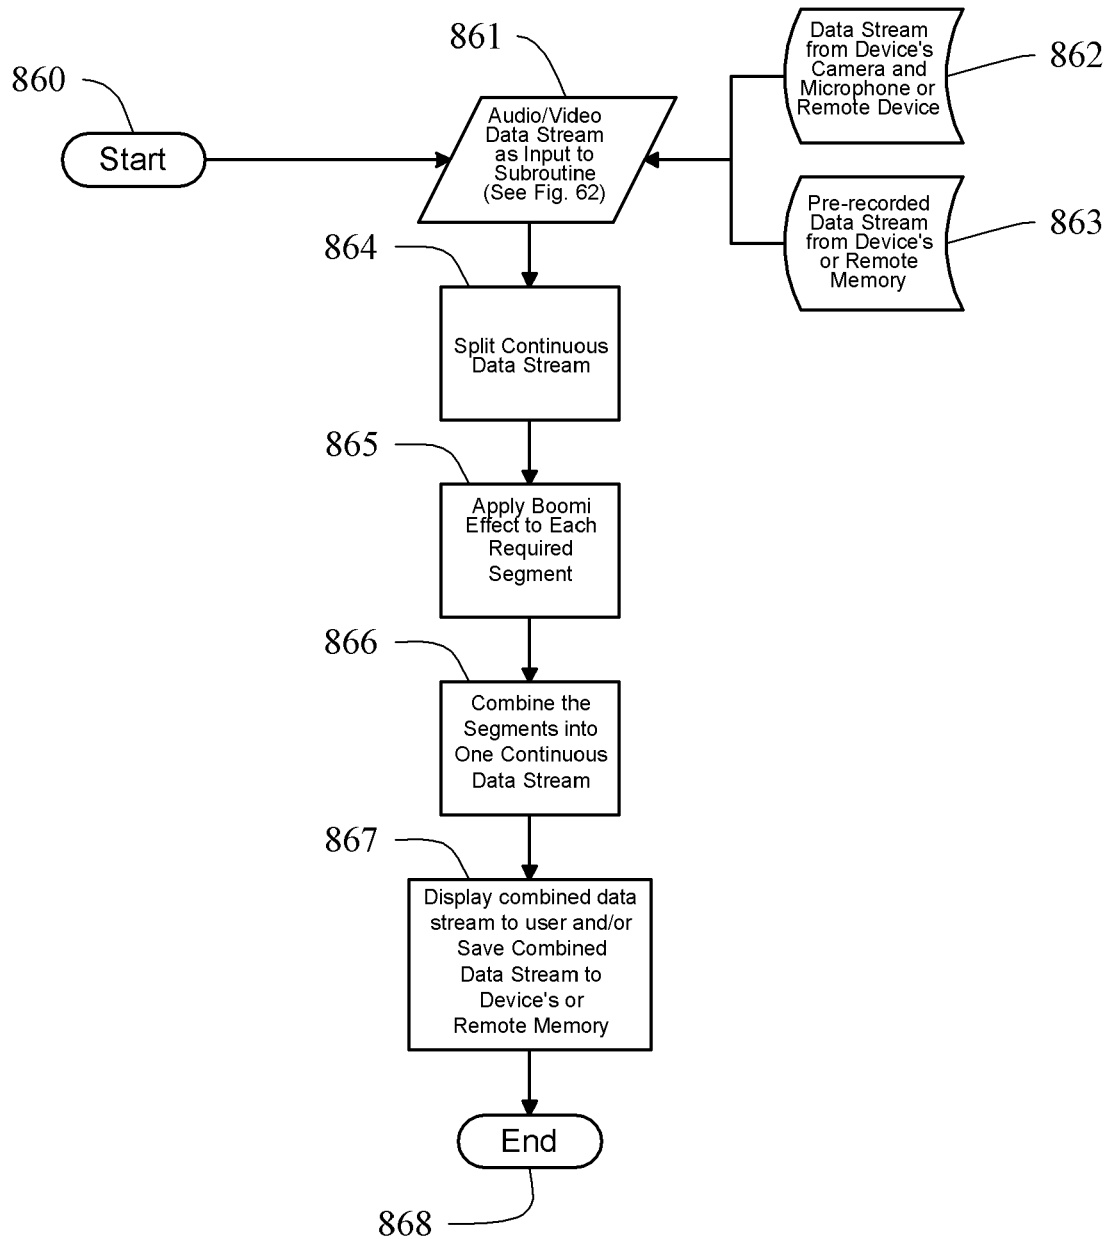 860
Start
861
Audio/Video
Data Stream
as Input to
Subroutine
(See Fig. 62)
Data Stream
from Device's
Camera and
Microphone or
Remote Device
862
Pre-recorded
Data Stream
from Device's
or Remote
Memory
863
864
Split Continuous
Data Stream
865
Apply Boomi
Effect to Each
Required
Segment
866
Combine the
Segments into
One Continuous
Data Stream
867
Display combined data
stream to user and/or
Save Combined
Data Stream to
Device's or
Remote Memory
End
868